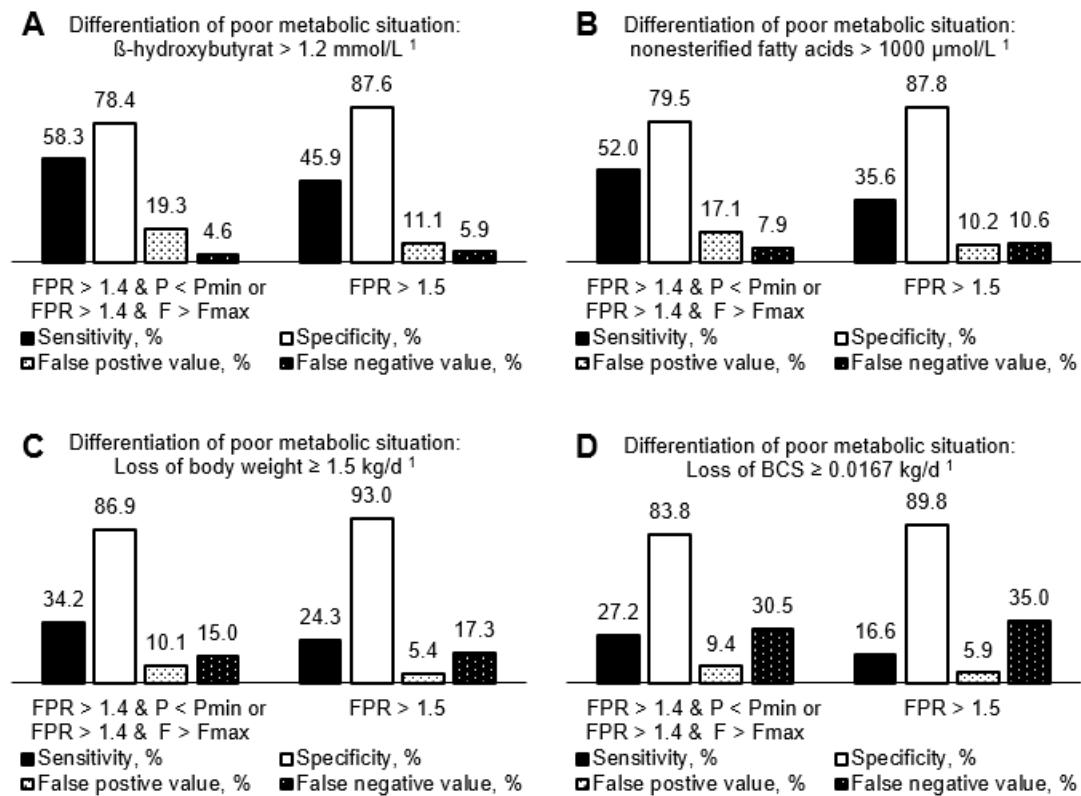 A Differentiation of poor metabolic situation:
ß-hydroxybutyrat > 1.2 mmol/L ¹
58.3
78.4
19.3
4.6
45.9
87.6
11.1
5.9
FPR > 1.4 & P < Pmin or
FPR > 1.4 & F > Fmax
FPR > 1.5
Sensitivity, %
Specificity, %
False postive value, %
False negative value, %
B Differentiation of poor metabolic situation:
nonesterified fatty acids > 1000 µmol/L ¹
52.0
79.5
17.1
7.9
35.6
87.8
10.2
10.6
FPR > 1.4 & P < Pmin or
FPR > 1.4 & F > Fmax
FPR > 1.5
Sensitivity, %
Specificity, %
False postive value, %
False negative value, %
C Differentiation of poor metabolic situation:
Loss of body weight ≥ 1.5 kg/d ¹
34.2
86.9
10.1
15.0
24.3
93.0
5.4
17.3
FPR > 1.4 & P < Pmin or
FPR > 1.4 & F > Fmax
FPR > 1.5
Sensitivity, %
Specificity, %
False postive value, %
False negative value, %
D Differentiation of poor metabolic situation:
Loss of BCS ≥ 0.0167 kg/d ¹
27.2
83.8
9.4
30.5
16.6
89.8
5.9
35.0
FPR > 1.4 & P < Pmin or
FPR > 1.4 & F > Fmax
FPR > 1.5
Sensitivity, %
Specificity, %
False postive value, %
False negative value, %